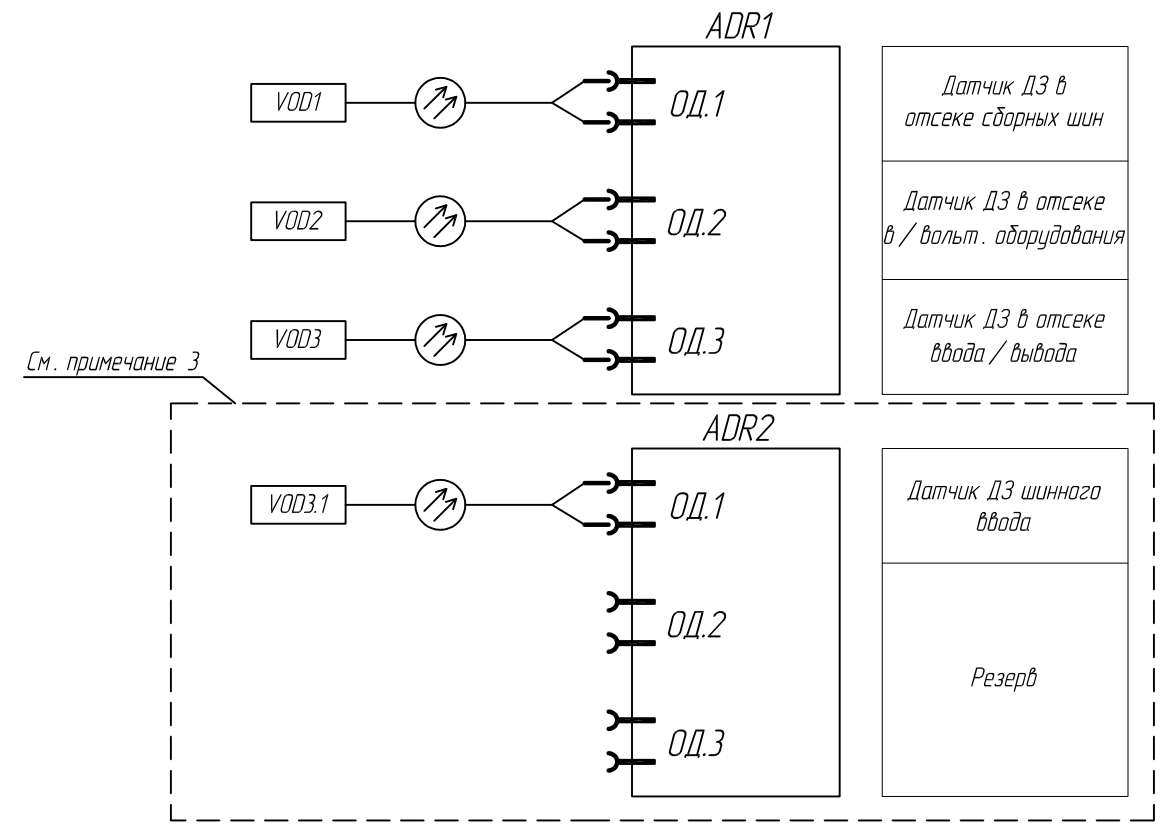 ADR1
VOD1
ОД.1
Датчик ДЗ в
отсеке сборных шин
VOD2
ОД.2
Датчик ДЗ в отсеке
в / вольт. оборудования
VOD3
ОД.3
Датчик ДЗ в отсеке
ввода / вывода
См. примечание 3
ADR2
VOD3.1
ОД.1
Датчик ДЗ шинного
ввода
ОД.2
Резерв
ОД.3